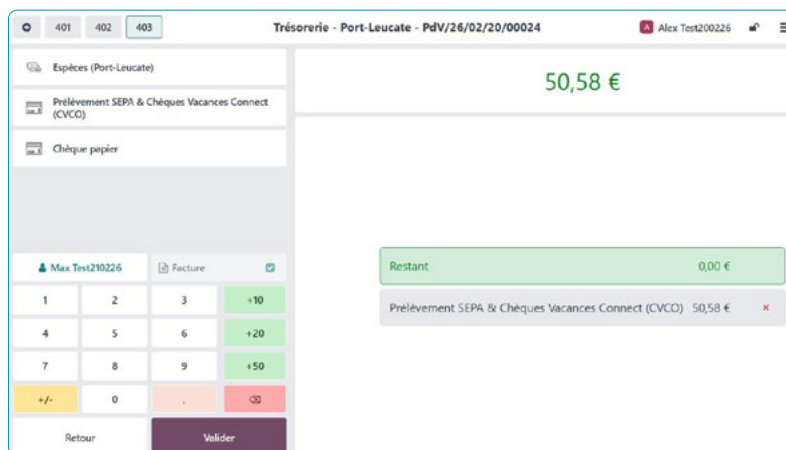 401 402 403 Trésorerie - Port-Leucate - PdV/26/02/20/00024 A Alex Test200226
Espèces (Port-Leucate)
Prélèvement SEPA & Chèques Vacances Connect
(CVCO)
Chèque papier
50,58 €
Restant 0,00 €
Prélèvement SEPA & Chèques Vacances Connect (CVCO) 50,58 € ×
Max Test210226 Facture
1 2 3 +10
4 5 6 +20
7 8 9 +50
+/- 0 .
Retour Valider